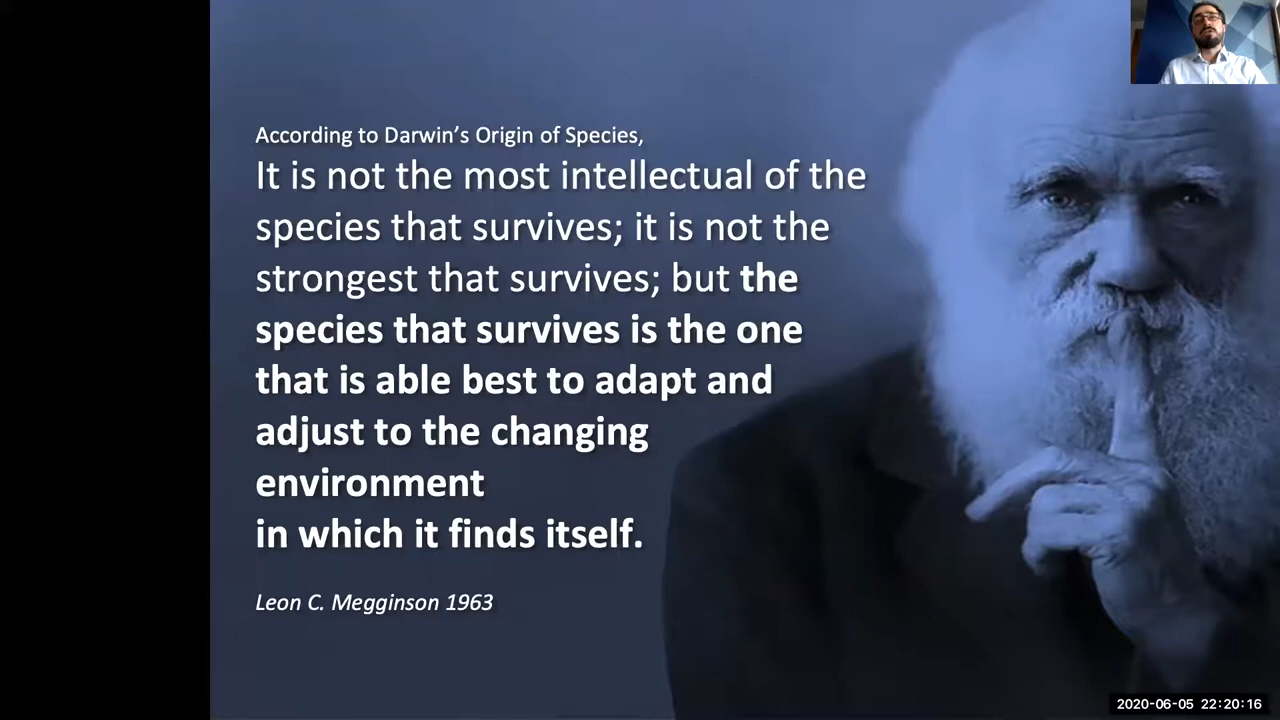 According to Darwin's Origin of Species,
It is not the most intellectual of the
species that survives; it is not the
strongest that survives; but the
species that survives is the one
that is able best to adapt and
adjust to the changing
environment
in which it finds itself.
Leon C. Megginson 1963
2020-06-05 22:20:16